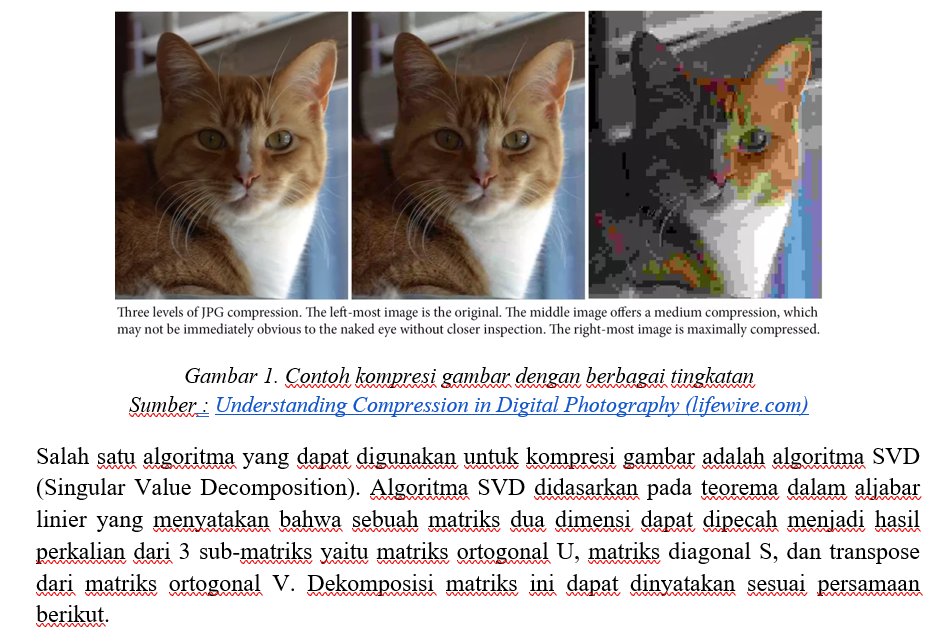 Three levels of JPG compression. The left-most image is the original. The middle image offers a medium compression, which
may not be immediately obvious to the naked eye without closer inspection. The right-most image is maximally compressed.
Gambar 1. Contoh kompresi gambar dengan berbagai tingkatan
Sumber : Understanding Compression in Digital Photography (lifewire.com)
Salah satu algoritma yang dapat digunakan untuk kompresi gambar adalah algoritma SVD
(Singular Value Decomposition). Algoritma SVD didasarkan pada teorema dalam aljabar
linier yang menyatakan bahwa sebuah matriks dua dimensi dapat dipecah menjadi hasil
perkalian dari 3 sub-matriks yaitu matriks ortogonal U, matriks diagonal S, dan transpose
dari matriks ortogonal V. Dekomposisi matriks ini dapat dinyatakan sesuai persamaan
berikut.